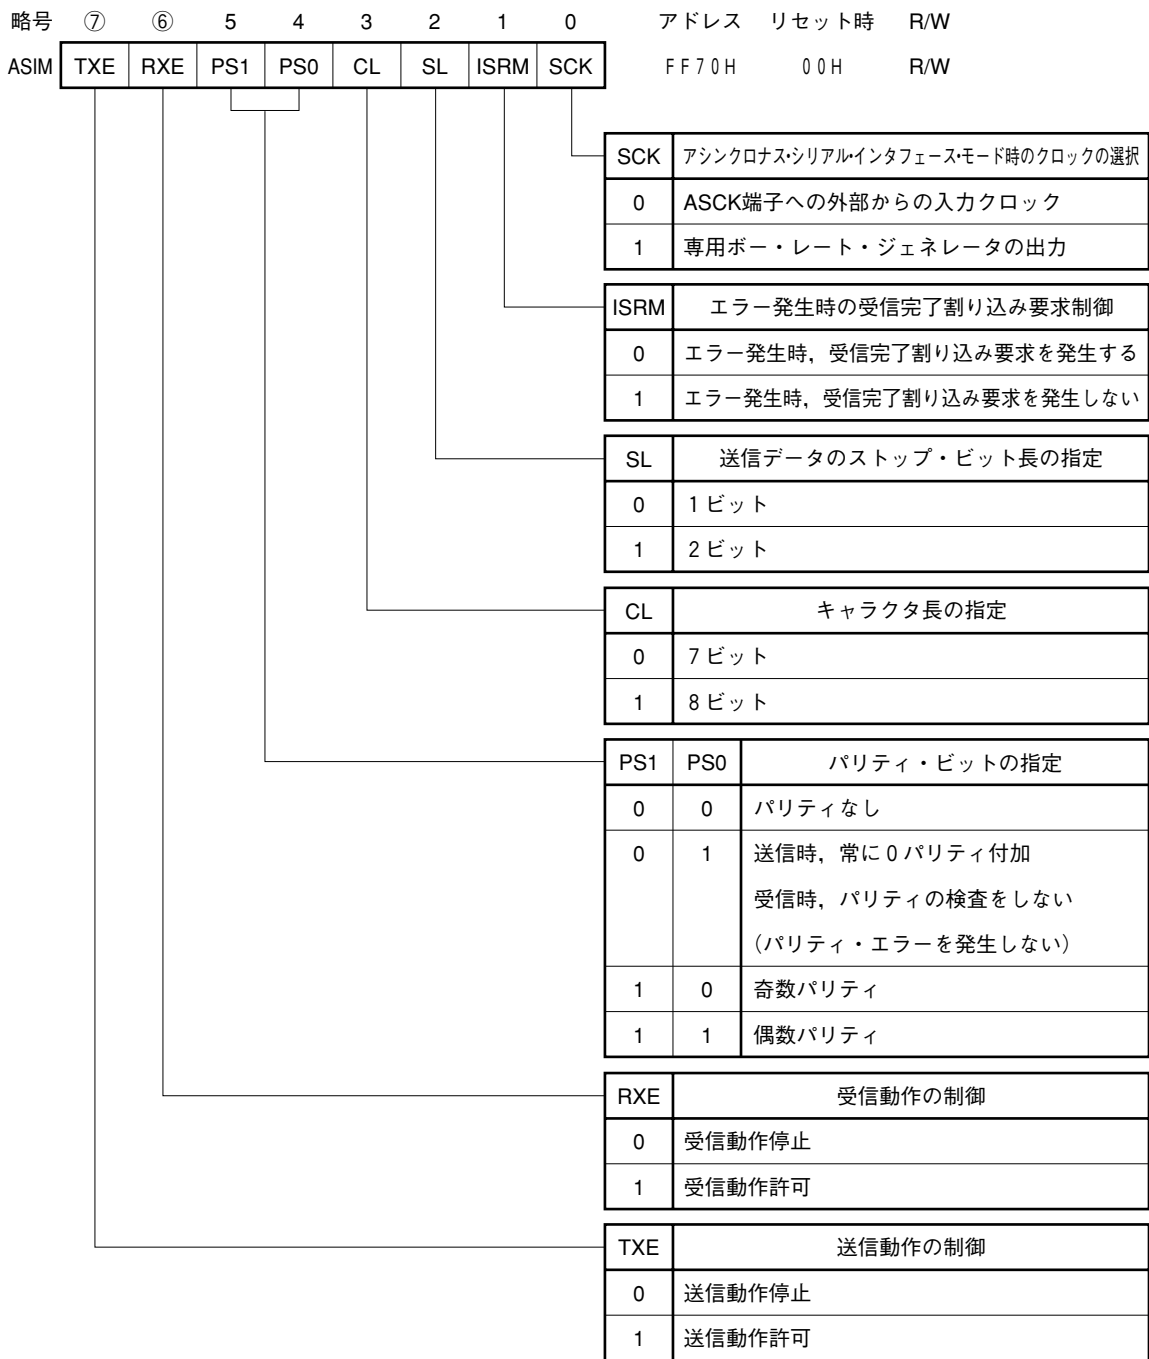 略号 ⑦ ⑥ 5 4 3 2 1 0 アドレス リセット時 R/W
ASIM TXE RXE PS1 PS0 CL SL ISRM SCK FF70H 00H R/W
SCK アシンクロナス・シリアル・インタフェース・モード時のクロックの選択
0 ASCK端子への外部からの入力クロック
1 専用ボー・レート・ジェネレータの出力
ISRM エラー発生時の受信完了割り込み要求制御
0 エラー発生時，受信完了割り込み要求を発生する
1 エラー発生時，受信完了割り込み要求を発生しない
SL 送信データのストップ・ビット長の指定
0 1ビット
1 2ビット
CL キャラクタ長の指定
0 7ビット
1 8ビット
PS1 PS0 パリティ・ビットの指定
0 0 パリティなし
0 1 送信時，常に0パリティ付加
受信時，パリティの検査をしない
（パリティ・エラーを発生しない）
1 0 奇数パリティ
1 1 偶数パリティ
RXE 受信動作の制御
0 受信動作停止
1 受信動作許可
TXE 送信動作の制御
0 送信動作停止
1 送信動作許可